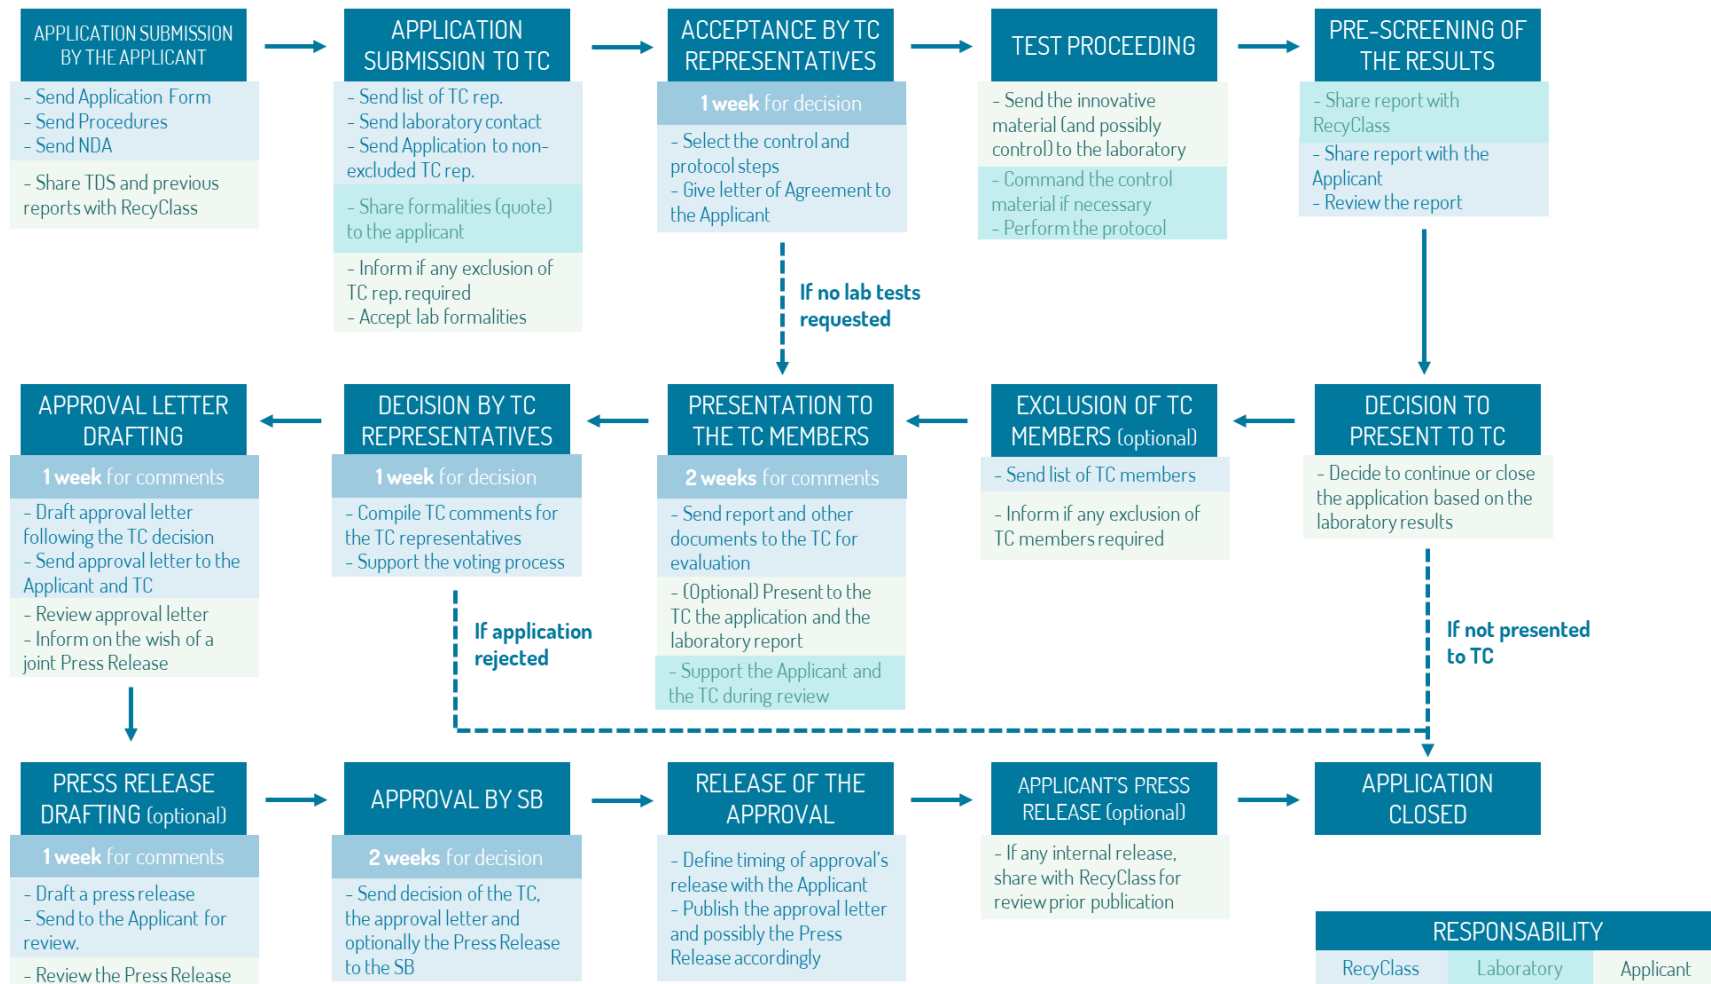 APPLICATION SUBMISSION
BY THE APPLICANT
- Send Application Form
- Send Procedures
- Send NDA
- Share TDS and previous
reports with RecyClass
APPLICATION
SUBMISSION TO TC
- Send list of TC rep.
- Send laboratory contact
- Send Application to non-
excluded TC rep.
- Share formalities (quote)
to the applicant
- Inform if any exclusion of
TC rep. required
- Accept lab formalities
ACCEPTANCE BY TC
REPRESENTATIVES
1 week for decision
- Select the control and
protocol steps
- Give letter of Agreement to
the Applicant
If no lab tests
requested
TEST PROCEEDING
- Send the innovative
material (and possibly
control) to the laboratory
- Command the control
material if necessary
- Perform the protocol
PRE-SCREENING OF
THE RESULTS
- Share report with
RecyClass
- Share report with the
Applicant
- Review the report
APPROVAL LETTER
DRAFTING
1 week for comments
- Draft approval letter
following the TC decision
- Send approval letter to the
Applicant and TC
- Review approval letter
- Inform on the wish of a
joint Press Release
DECISION BY TC
REPRESENTATIVES
1 week for decision
- Compile TC comments for
the TC representatives
- Support the voting process
If application
rejected
PRESENTATION TO
THE TC MEMBERS
2 weeks for comments
- Send report and other
documents to the TC for
evaluation
- (Optional) Present to the
TC the application and the
laboratory report
- Support the Applicant and
the TC during review
EXCLUSION OF TC
MEMBERS (optional)
- Send list of TC members
- Inform if any exclusion of
TC members required
DECISION TO
PRESENT TO TC
- Decide to continue or close
the application based on the
laboratory results
If not presented
to TC
PRESS RELEASE
DRAFTING (optional)
1 week for comments
- Draft a press release
- Send to the Applicant for
review.
- Review the Press Release
APPROVAL BY SB
2 weeks for decision
- Send decision of the TC,
the approval letter and
optionally the Press Release
to the SB
RELEASE OF THE
APPROVAL
- Define timing of approval's
release with the Applicant
- Publish the approval letter
and possibly the Press
Release accordingly
APPLICANT'S PRESS
RELEASE (optional)
- If any internal release,
share with RecyClass for
review prior publication
APPLICATION
CLOSED
RESPONSABILITY
RecyClass Laboratory Applicant